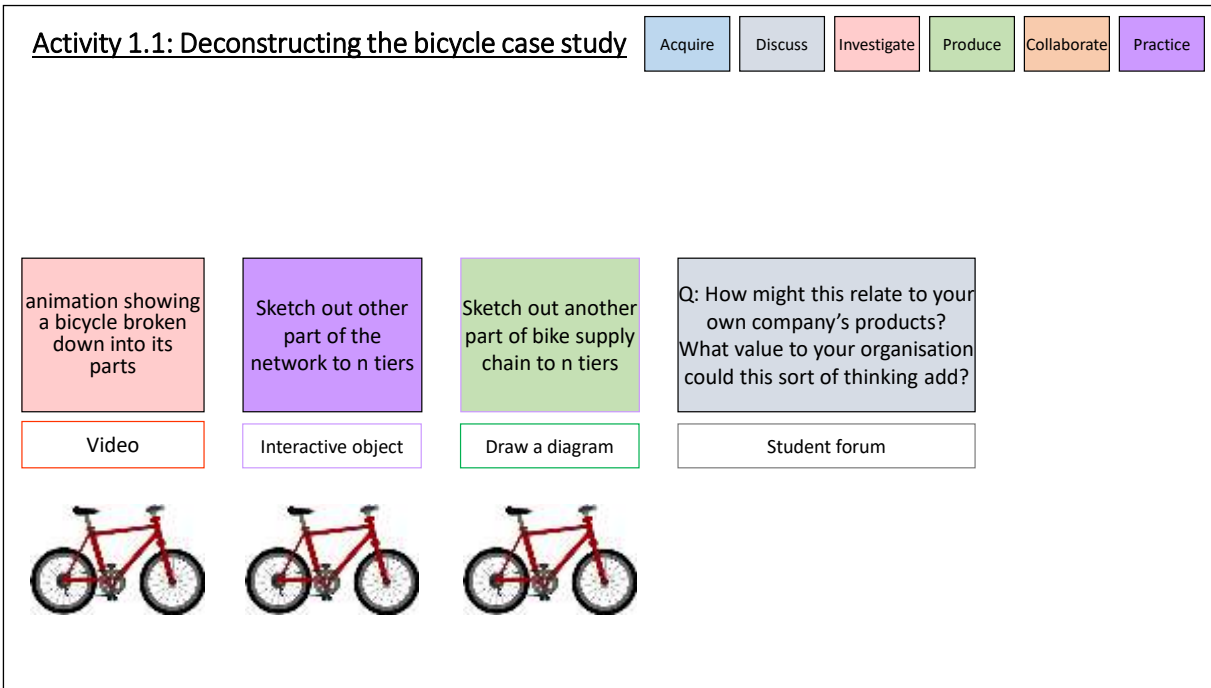 Activity 1.1: Deconstructing the bicycle case study
Acquire
Discuss
Investigate
Produce
Collaborate
Practice
animation showing
a bicycle broken
down into its
parts
Video
Sketch out other
part of the
network to n tiers
Interactive object
Sketch out another
part of bike supply
chain to n tiers
Draw a diagram
Q: How might this relate to your
own company’s products?
What value to your organisation
could this sort of thinking add?
Student forum